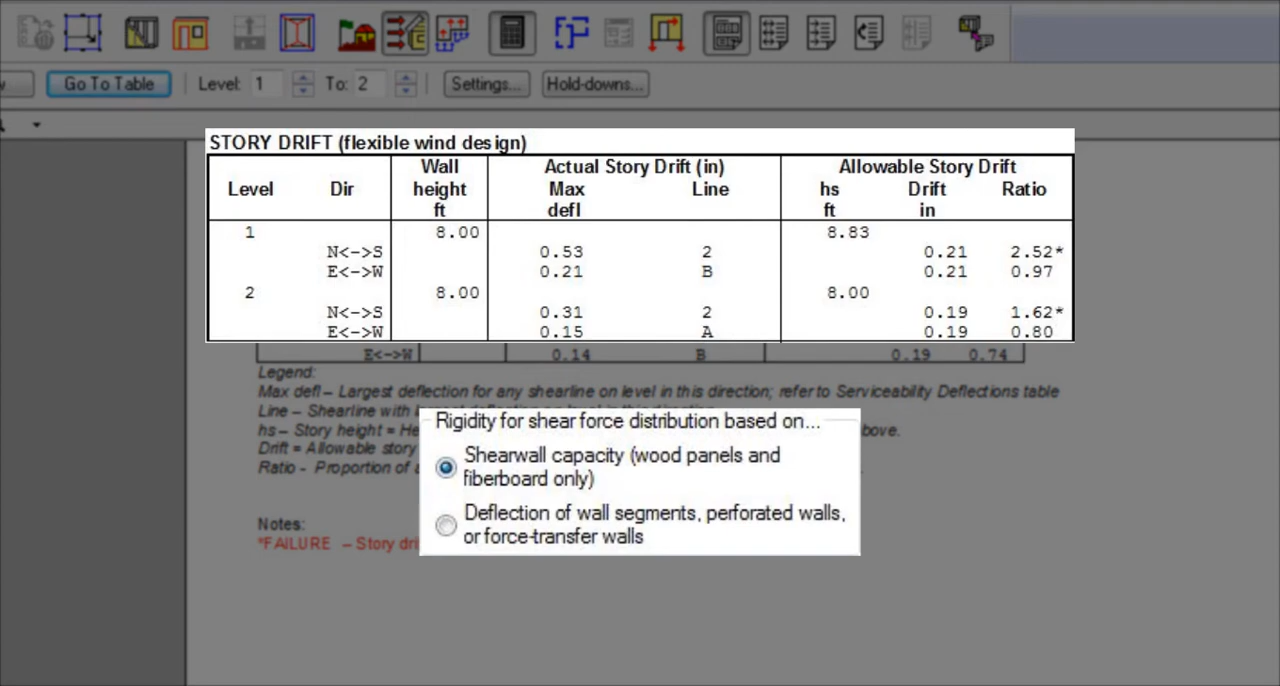 Go To Table
Level: 1
To: 2
Settings...
Hold-downs...
STORY DRIFT (flexible wind design)
Wall Actual Story Drift (in) Allowable Story Drift
Level Dir height Max Line hs Drift Ratio
ft defl ft in
1 8.00 8.83
N<->S 0.53 2 0.21 2.52*
E<->W 0.21 B 0.21 0.97
2 8.00 8.00
N<->S 0.31 2 0.19 1.62*
E<->W 0.15 A 0.19 0.80
E<->W 0.14 B 0.19 0.74
Legend:
Max defl – Largest deflection for any shearline on level in this direction; refer to Serviceability Deflections table
Line – Shearline with
hs – Story height = above.
Drift = Allowable story
Ratio - Proportion of
Rigidity for shear force distribution based on...
Shearwall capacity (wood panels and
fiberboard only)
Deflection of wall segments, perforated walls,
or force-transfer walls
Notes:
*FAILURE – Story